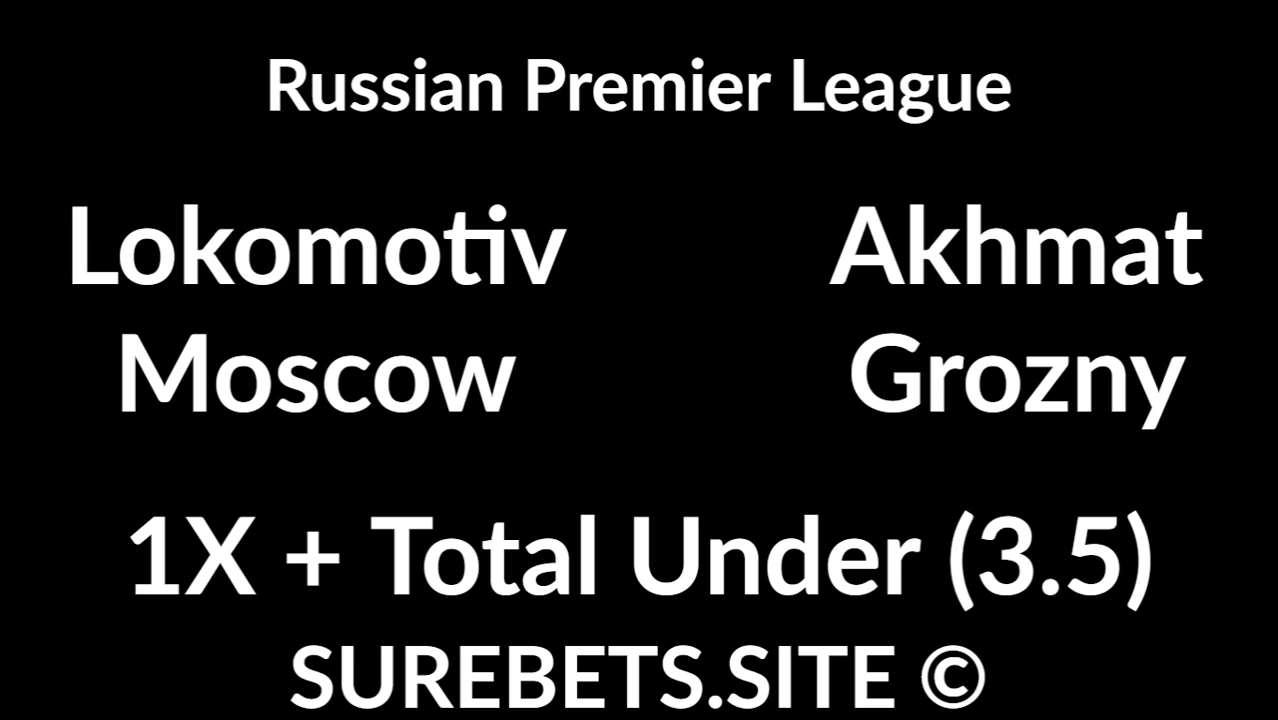 Russian Premier League
Lokomotiv Moscow
Akhmat Grozny
1X + Total Under (3.5)
SUREBETS.SITE ©